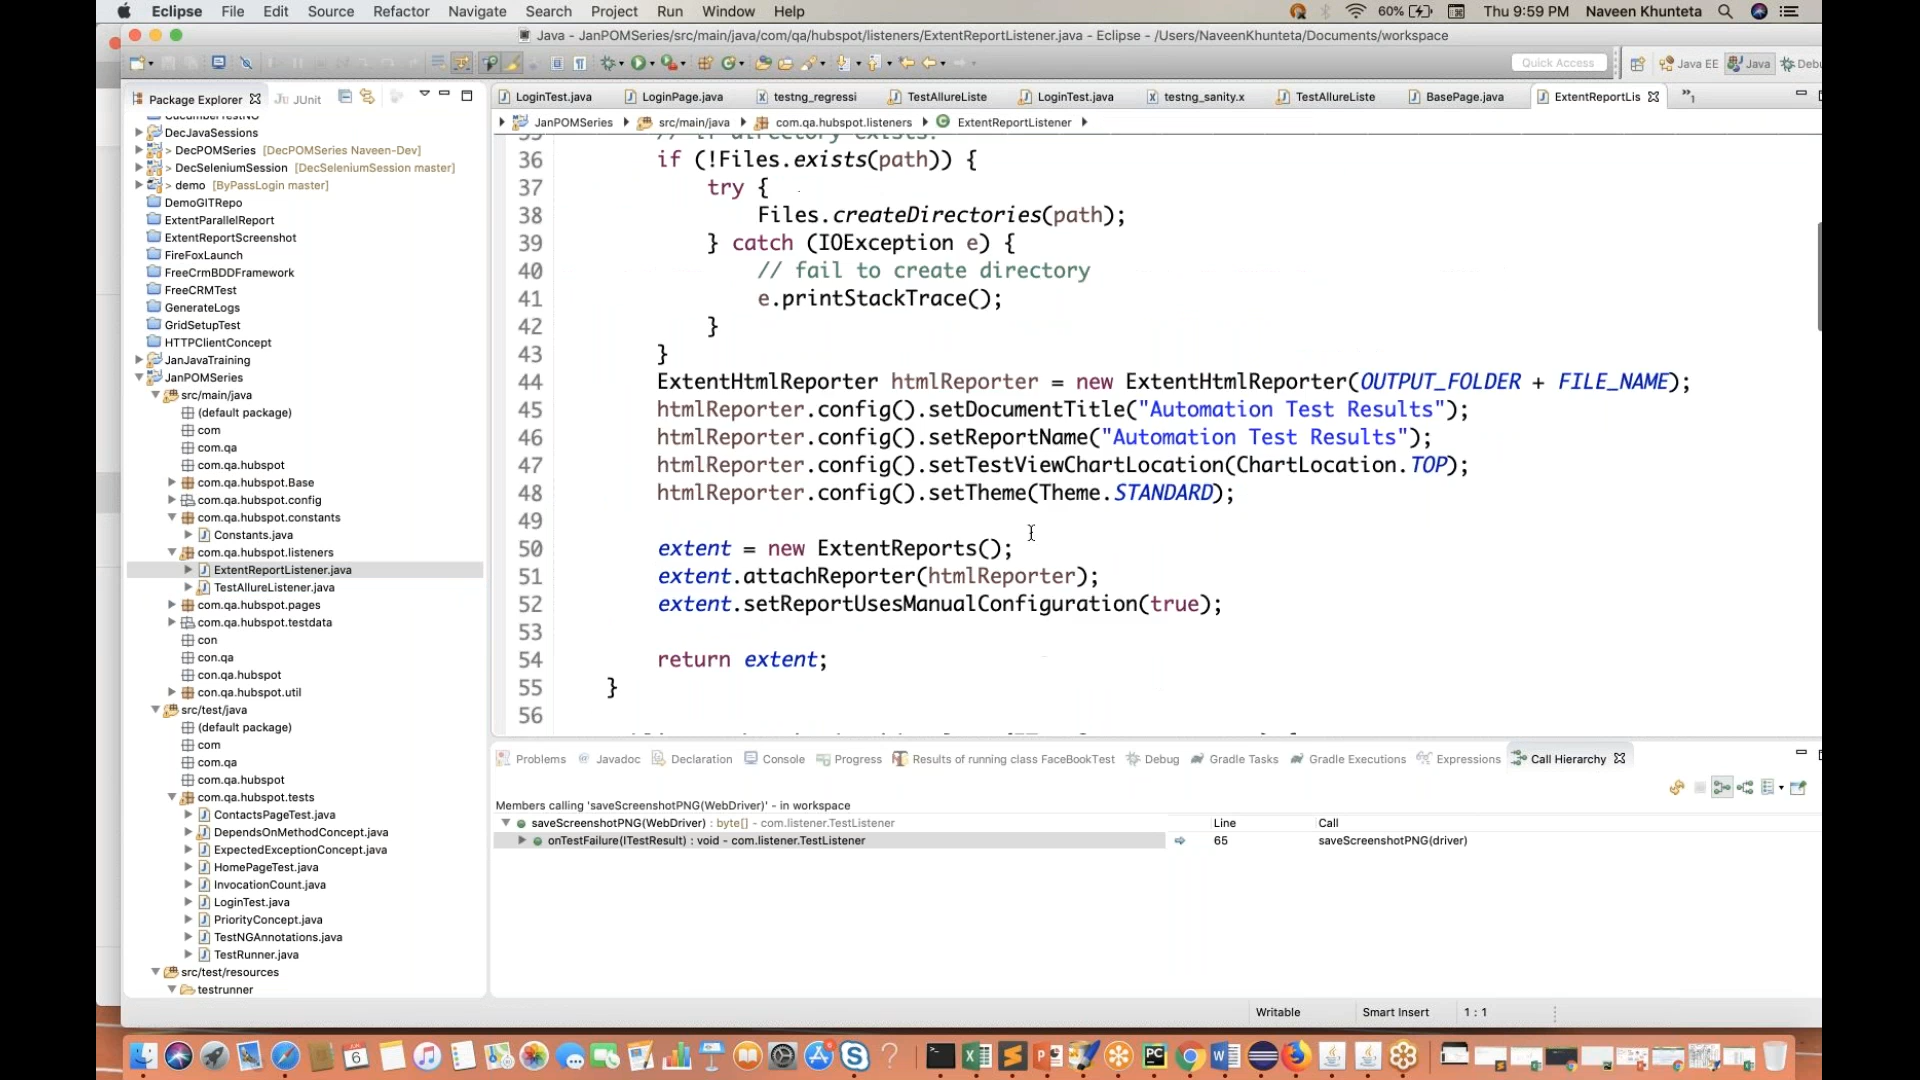 Eclipse File Edit Source Refactor Navigate Search Project Run Window Help 60% Thu 9:59 PM Naveen Khunteta
Java - JanPOMSeries/src/main/java/com/qa/hubspot/listeners/ExtentReportListener.java - Eclipse - /Users/NaveenKhunteta/Documents/workspace
Quick Access Java EE Java Debu
Package Explorer JUnit
LoginTest.java LoginPage.java testng_regressi TestAllureListe LoginTest.java testng_sanity.x TestAllureListe BasePage.java ExtentReportLis
JanPOMSeries src/main/java com.qa.hubspot.listeners ExtentReportListener
DecJavaSessions
> DecPOMSeries [DecPOMSeries Naveen-Dev]
> DecSeleniumSession [DecSeleniumSession master]
> demo [ByPassLogin master]
DemoGITRepo
ExtentParallelReport
ExtentReportScreenshot
FireFoxLaunch
FreeCrmBDDFramework
FreeCRMTest
GenerateLogs
GridSetupTest
HTTPClientConcept
JanJavaTraining
JanPOMSeries
src/main/java
(default package)
com
com.qa
com.qa.hubspot
com.qa.hubspot.Base
com.qa.hubspot.config
com.qa.hubspot.constants
Constants.java
com.qa.hubspot.listeners
ExtentReportListener.java
TestAllureListener.java
com.qa.hubspot.pages
com.qa.hubspot.testdata
con
con.qa
con.qa.hubspot
con.qa.hubspot.util
src/test/java
(default package)
com
com.qa
com.qa.hubspot
com.qa.hubspot.tests
ContactsPageTest.java
DependsOnMethodConcept.java
ExpectedExceptionConcept.java
HomePageTest.java
InvocationCount.java
LoginTest.java
PriorityConcept.java
TestNGAnnotations.java
TestRunner.java
src/test/resources
testrunner
35 // if directory exists?
36 if (!Files.exists(path)) {
37 try {
38 Files.createDirectories(path);
39 } catch (IOException e) {
40 // fail to create directory
41 e.printStackTrace();
42 }
43 }
44 ExtentHtmlReporter htmlReporter = new ExtentHtmlReporter(OUTPUT_FOLDER + FILE_NAME);
45 htmlReporter.config().setDocumentTitle("Automation Test Results");
46 htmlReporter.config().setReportName("Automation Test Results");
47 htmlReporter.config().setTestViewChartLocation(ChartLocation.TOP);
48 htmlReporter.config().setTheme(Theme.STANDARD);
49
50 extent = new ExtentReports();
51 extent.attachReporter(htmlReporter);
52 extent.setReportUsesManualConfiguration(true);
53
54 return extent;
55 }
56
Problems Javadoc Declaration Console Progress Results of running class FaceBookTest Debug Gradle Tasks Gradle Executions Expressions Call Hierarchy
Members calling 'saveScreenshotPNG(WebDriver)' - in workspace
saveScreenshotPNG(WebDriver) : byte[] - com.listener.TestListener Line Call
onTestFailure(ITestResult) : void - com.listener.TestListener 65 saveScreenshotPNG(driver)
Writable Smart Insert 1 : 1